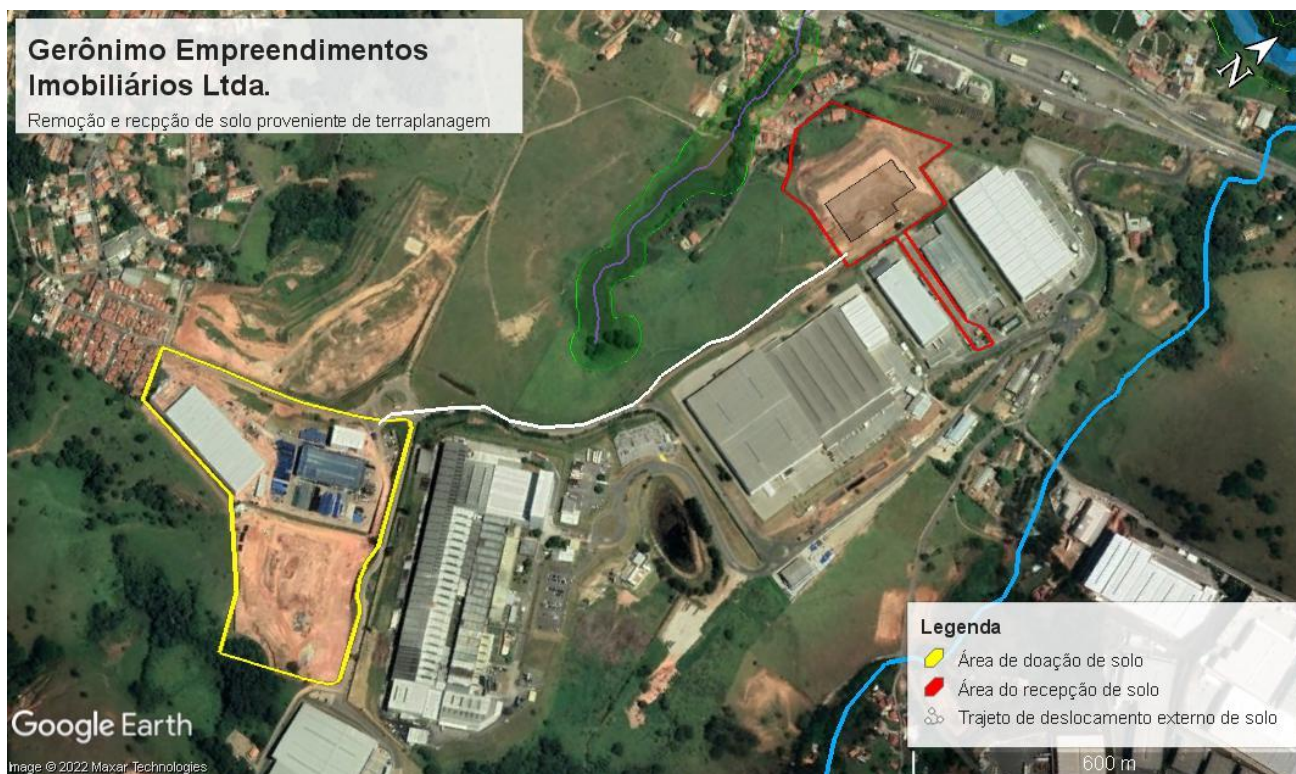 Gerônimo Empreendimentos
Imobiliários Ltda.
Remoção e recpção de solo proveniente de terraplanagem
N
Legenda
Área de doação de solo
Área do recepção de solo
Trajeto de deslocamento externo de solo
Google Earth
Image © 2022 Maxar Technologies
600 m